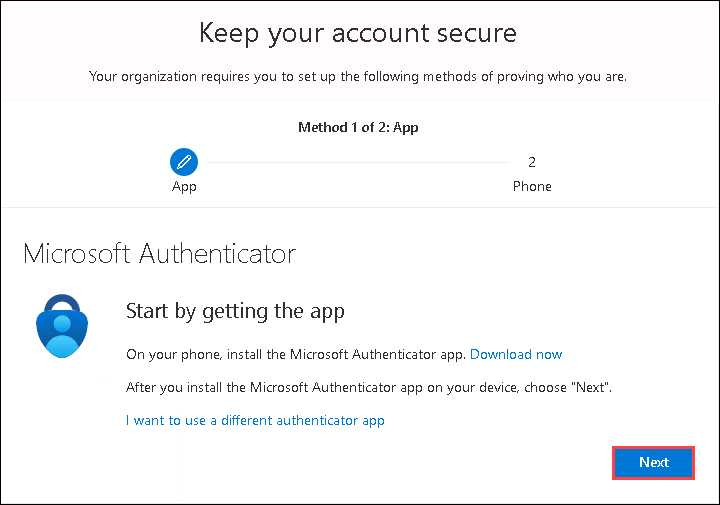 Keep your account secure
Your organization requires you to set up the following methods of proving who you are.
Method 1 of 2: App
2
App
Phone
Microsoft Authenticator
Start by getting the app
On your phone, install the Microsoft Authenticator app. Download now
After you install the Microsoft Authenticator app on your device, choose "Next".
I want to use a different authenticator app
Next